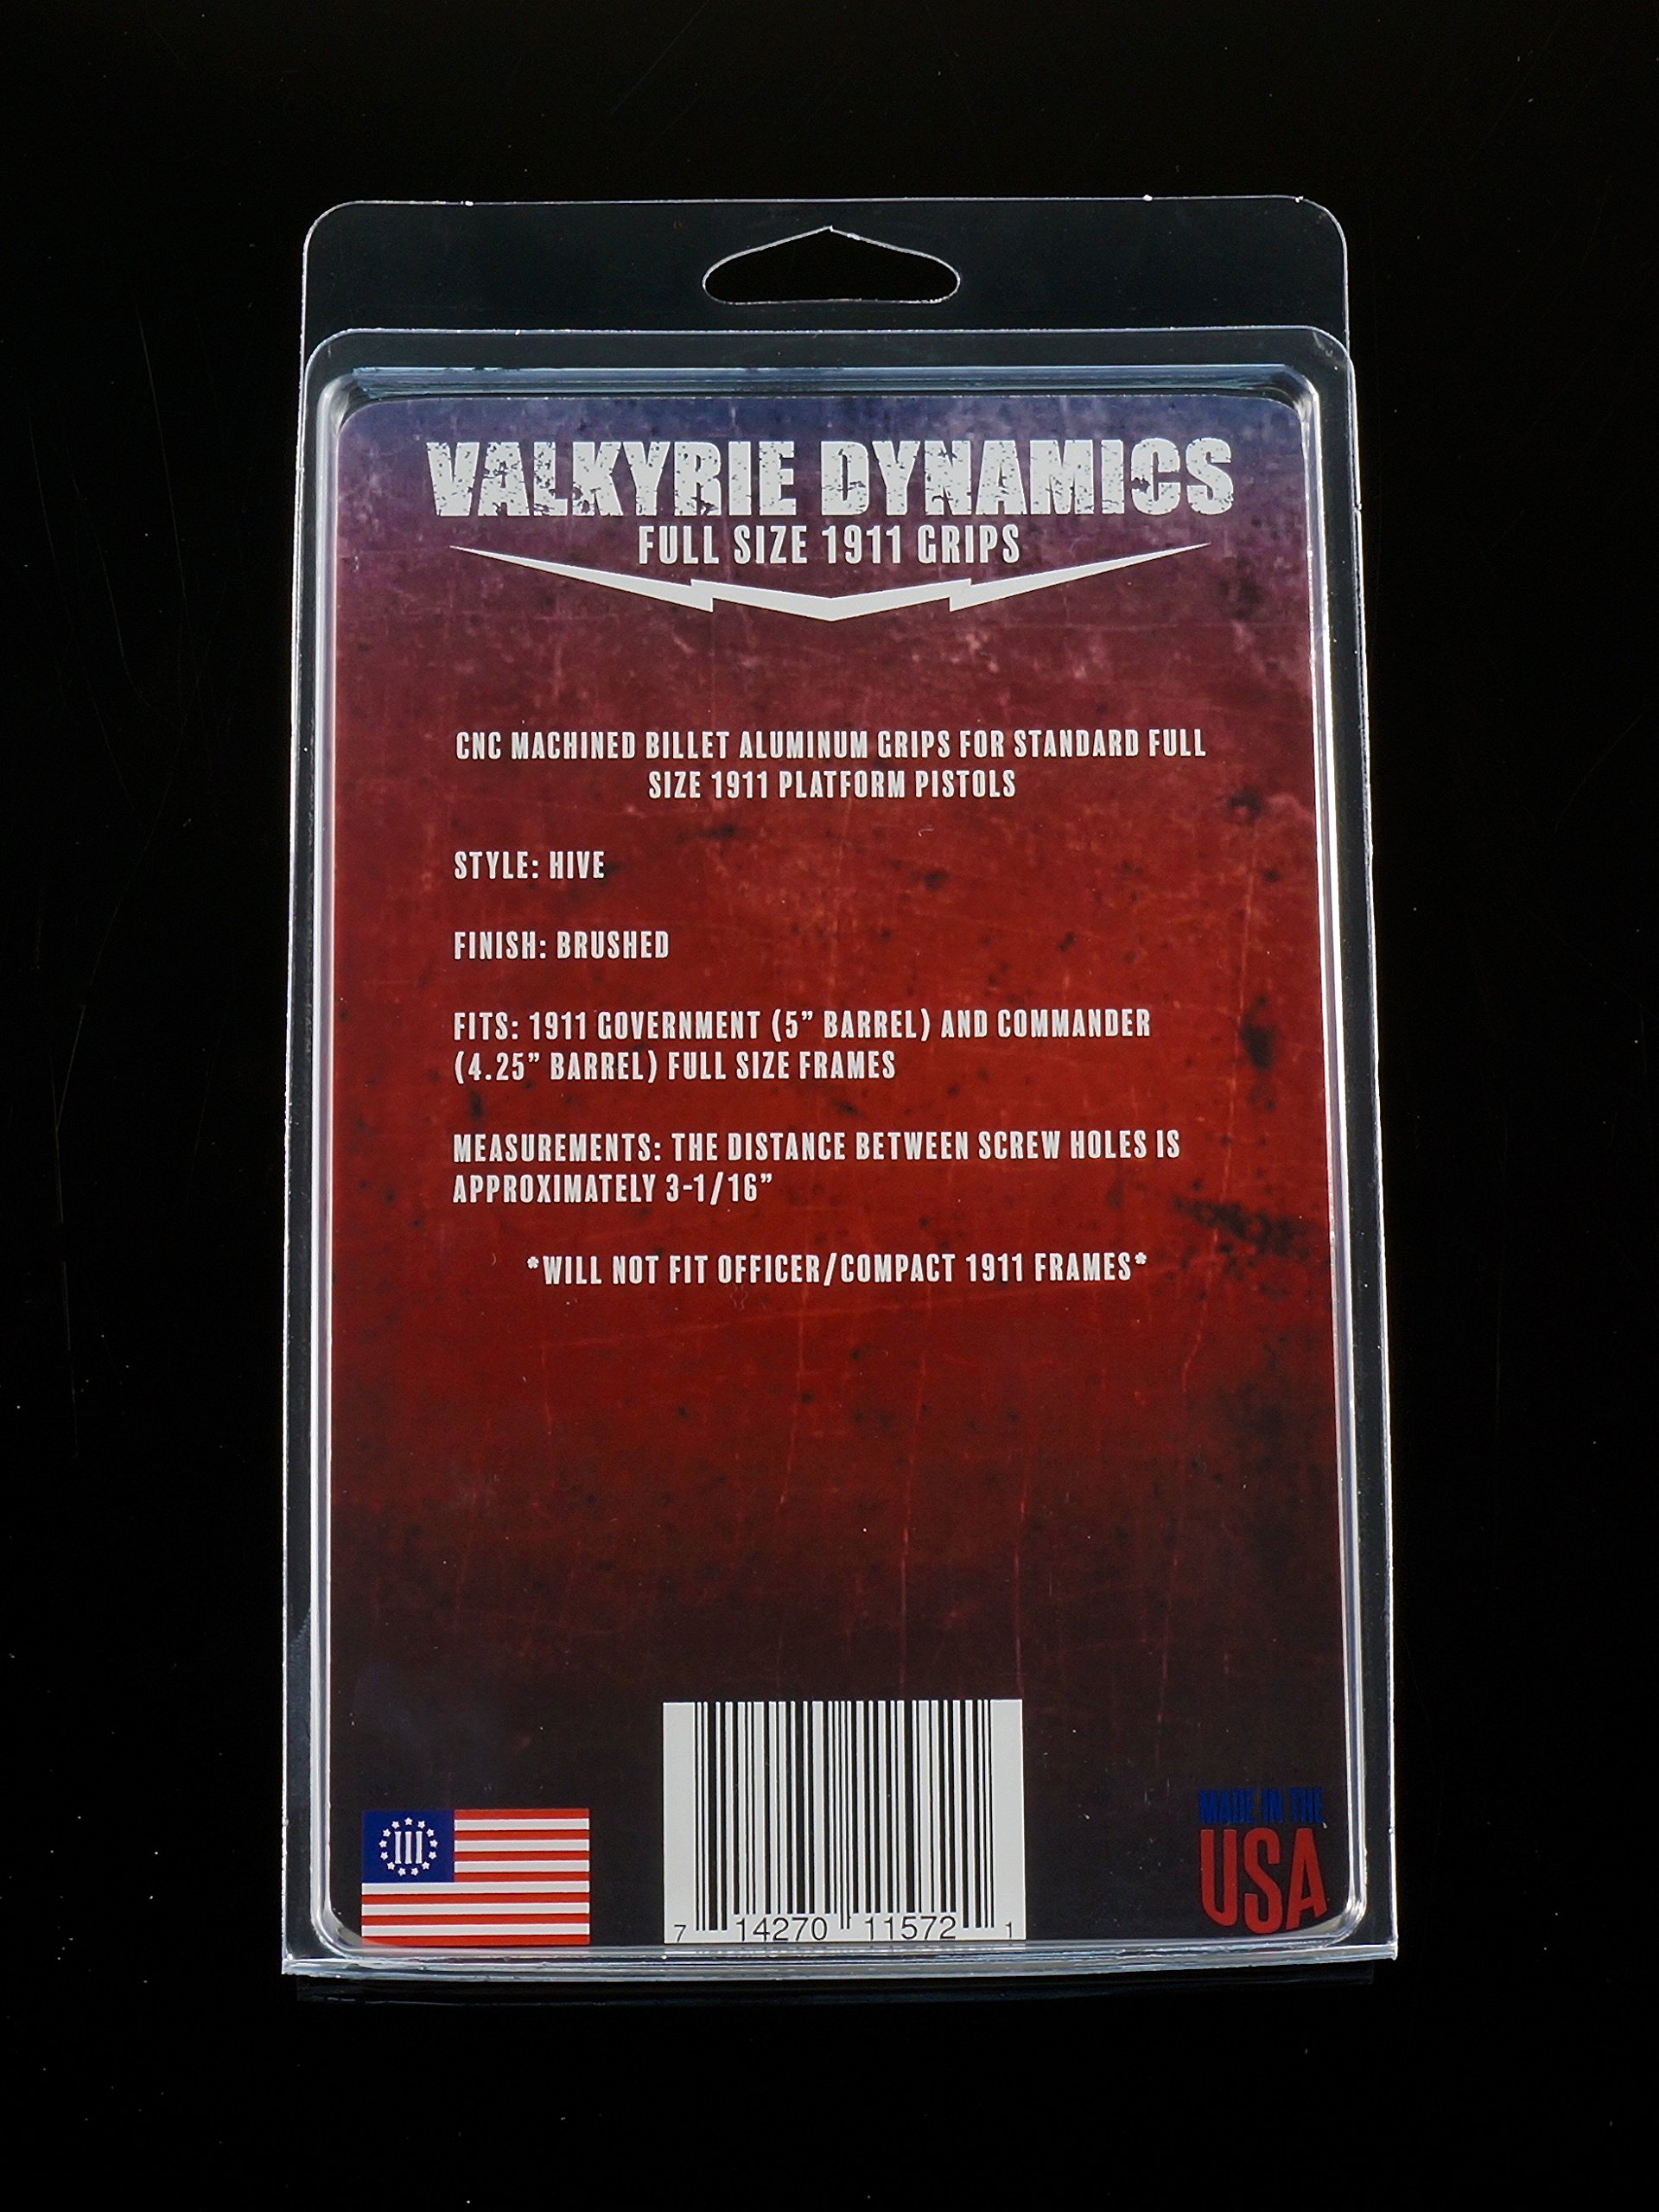 VALKYRIE DYNAMICS
FULL SIZE 1911 GRIPS
CNC MACHINED BILLET ALUMINUM GRIPS FOR STANDARD FULL
SIZE 1911 PLATFORM PISTOLS
STYLE: HIVE
FINISH: BRUSHED
FITS: 1911 GOVERNMENT (5” BARREL) AND COMMANDER
(4.25” BARREL) FULL SIZE FRAMES
MEASUREMENTS: THE DISTANCE BETWEEN SCREW HOLES IS
APPROXIMATELY 3-1/16”
*WILL NOT FIT OFFICER/COMPACT 1911 FRAMES*
III
7 14270 11572 1
MADE IN THE
USA